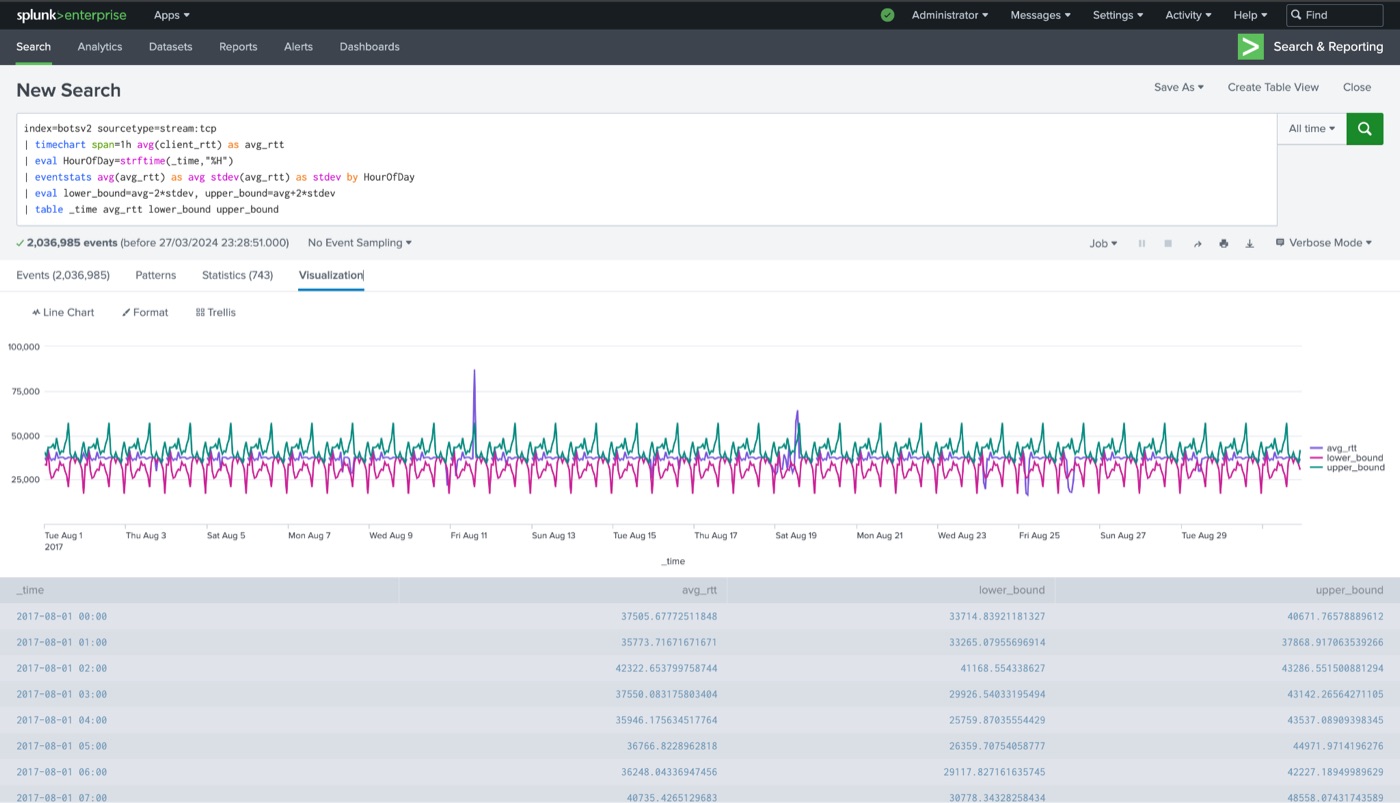 splunk>enterprise Apps Administrator Messages Settings Activity Help Find
Search Analytics Datasets Reports Alerts Dashboards > Search & Reporting
New Search Save As Create Table View Close
index=botsv2 sourcetype=stream:tcp All time
| timechart span=1h avg(client_rtt) as avg_rtt
| eval HourOfDay=strftime(_time,"%H")
| eventstats avg(avg_rtt) as avg stdev(avg_rtt) as stdev by HourOfDay
| eval lower_bound=avg-2*stdev, upper_bound=avg+2*stdev
| table _time avg_rtt lower_bound upper_bound
2,036,985 events (before 27/03/2024 23:28:51.000) No Event Sampling Job Verbose Mode
Events (2,036,985) Patterns Statistics (743) Visualization
Line Chart Format Trellis
100,000
75,000
50,000
25,000
avg_rtt
lower_bound
upper_bound
Tue Aug 1 Thu Aug 3 Sat Aug 5 Mon Aug 7 Wed Aug 9 Fri Aug 11 Sun Aug 13 Tue Aug 15 Thu Aug 17 Sat Aug 19 Mon Aug 21 Wed Aug 23 Fri Aug 25 Sun Aug 27 Tue Aug 29
2017
_time
_time avg_rtt lower_bound upper_bound
2017-08-01 00:00 37505.67772511848 33714.83921181327 40671.76578889612
2017-08-01 01:00 35773.71671671671 33265.07955696914 37868.917063539266
2017-08-01 02:00 42322.653799758744 41168.554338627 43286.551500881294
2017-08-01 03:00 37550.083175803404 29926.54033195494 43142.26564271105
2017-08-01 04:00 35946.175634517764 25759.87035554429 43537.08909398345
2017-08-01 05:00 36766.8228962818 26359.70754058777 44971.9714196276
2017-08-01 06:00 36248.04336947456 29117.827161635745 42227.18949989629
2017-08-01 07:00 40735.4265129683 30778.34328258434 48558.07431743589